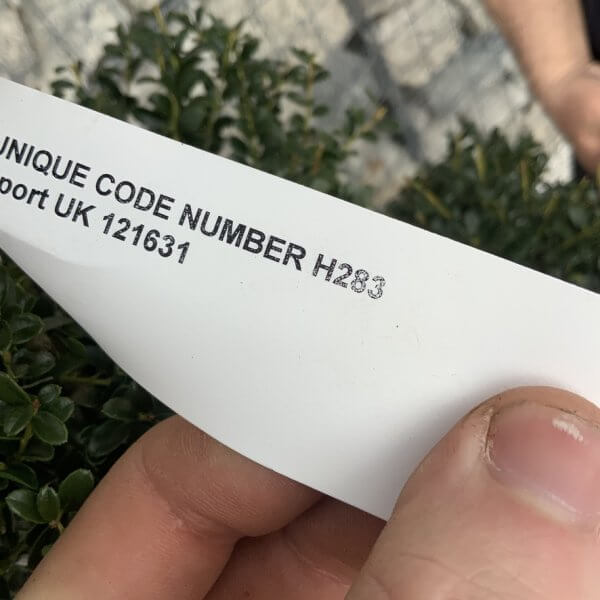 UNIQUE CODE NUMBER H283
port UK 121631